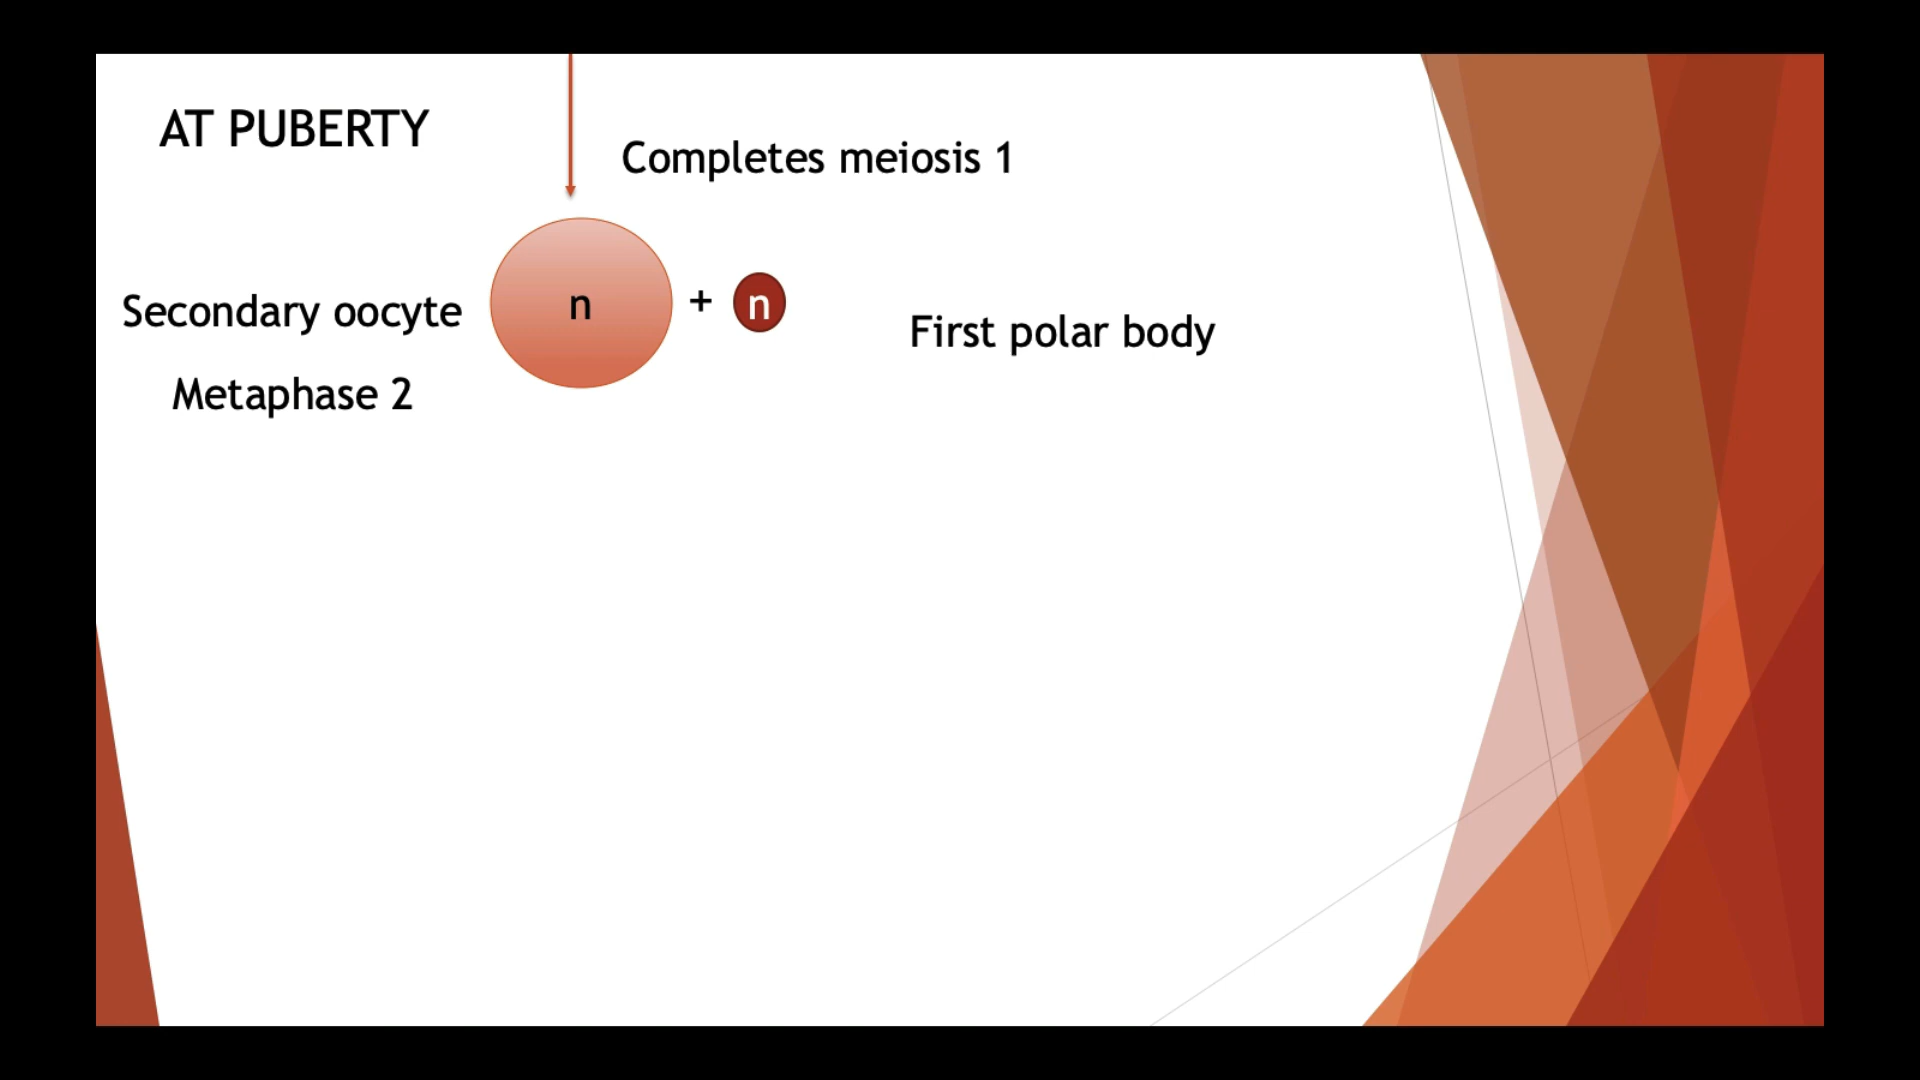 AT PUBERTY
Completes meiosis 1
Secondary oocyte
n
+
n
First polar body
Metaphase 2